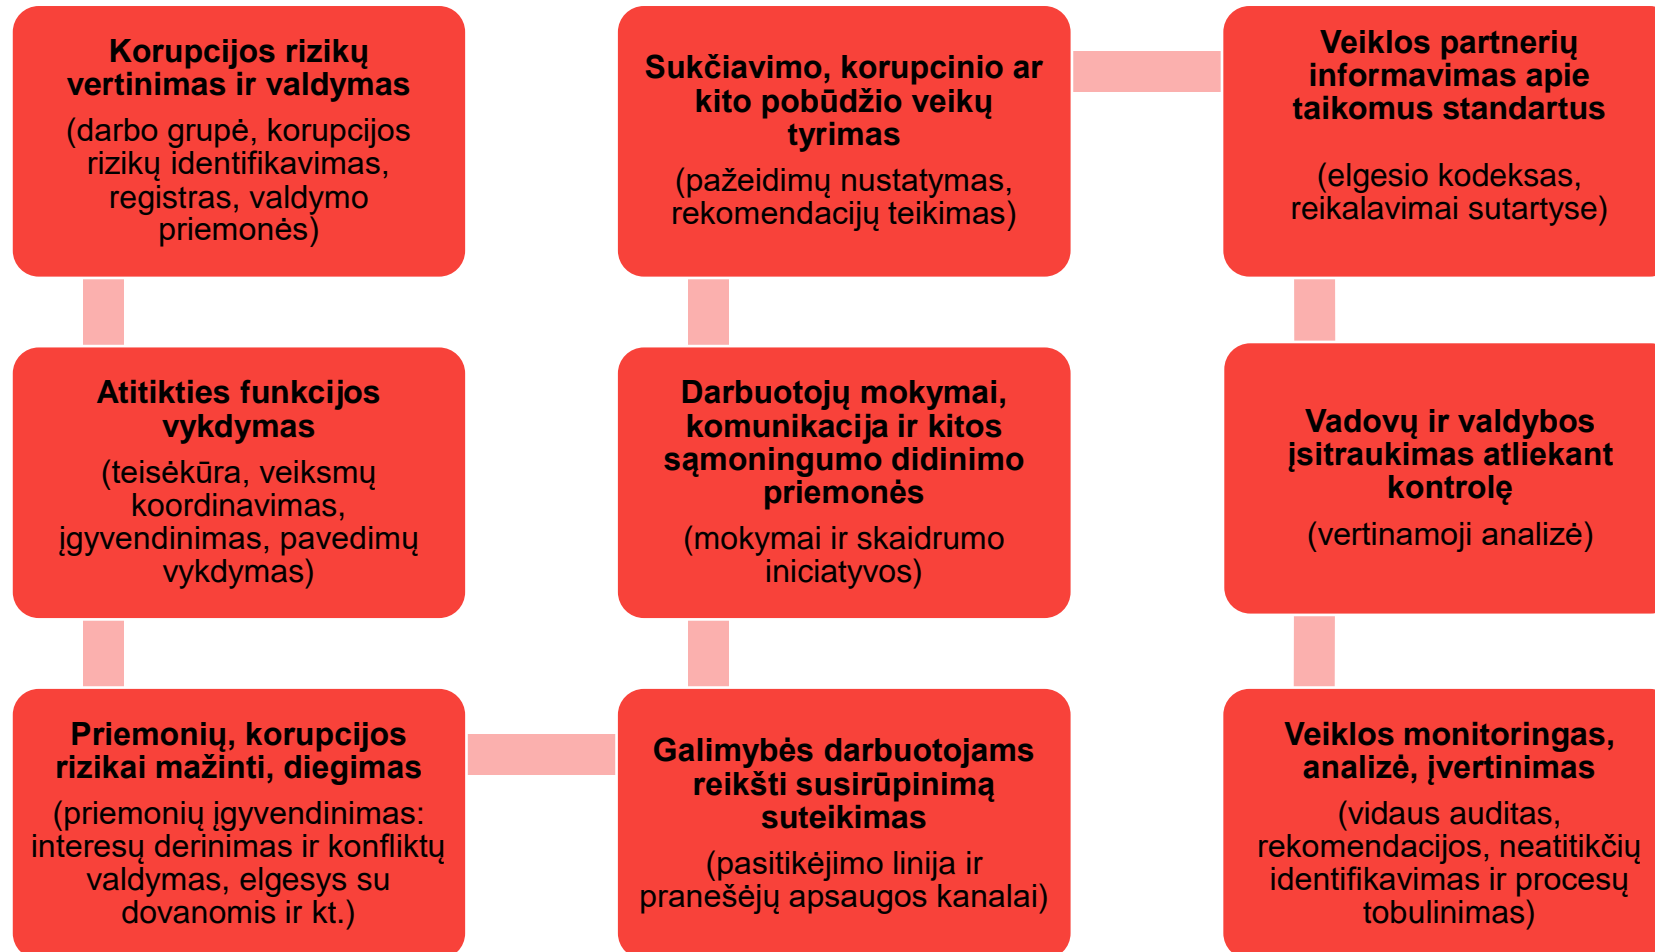 Korupcijos rizikų
vertinimas ir valdymas
(darbo grupė, korupcijos
rizikų identifikavimas,
registras, valdymo
priemonės)
Atitikties funkcijos
vykdymas
(teisėkūra, veiksmų
koordinavimas,
įgyvendinimas, pavedimų
vykdymas)
Priemonių, korupcijos
rizikai mažinti, diegimas
(priemonių įgyvendinimas:
interesų derinimas ir konfliktų
valdymas, elgesys su
dovanomis ir kt.)
Galimybės darbuotojams
reikšti susirūpinimą
suteikimas
(pasitikėjimo linija ir
pranešėjų apsaugos kanalai)
Darbuotojų mokymai,
komunikacija ir kitos
sąmoningumo didinimo
priemonės
(mokymai ir skaidrumo
iniciatyvos)
Sukčiavimo, korupcinio ar
kito pobūdžio veikų
tyrimas
(pažeidimų nustatymas,
rekomendacijų teikimas)
Veiklos partnerių
informavimas apie
taikomus standartus
(elgesio kodeksas,
reikalavimai sutartyse)
Vadovų ir valdybos
įsitraukimas atliekant
kontrolę
(vertinamoji analizė)
Veiklos monitoringas,
analizė, įvertinimas
(vidaus auditas,
rekomendacijos, neatitikčių
identifikavimas ir procesų
tobulinimas)